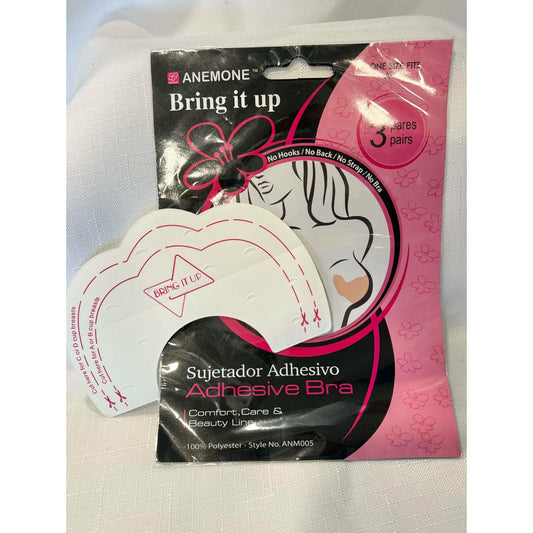 ANEMONE™
Bring it up
ONE SIZE FITS
3 pares
pairs
No Hooks / No Back / No Strap / No Bra
BRING IT UP
Cut here for C or D cup breasts
Cut here for A or B cup breasts
Sujetador Adhesivo
Adhesive Bra
Comfort, Care &
Beauty Line
100% Polyester - Style No. ANM005